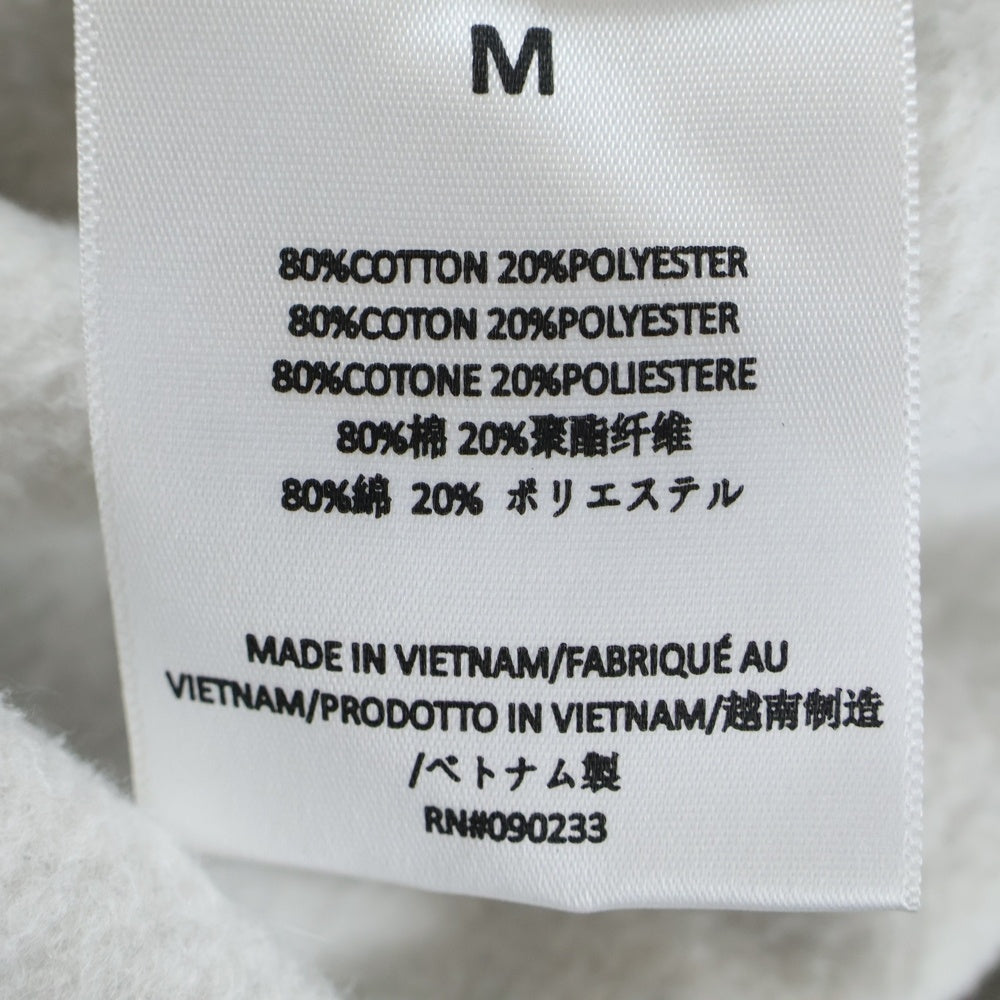 M
80%COTTON 20%POLYESTER
80%COTON 20%POLYESTER
80%COTONE 20%POLIESTERE
80%棉 20%聚酯纤维
80%綿 20% ポリエステル
MADE IN VIETNAM/FABRIQUÉ AU
VIETNAM/PRODOTTO IN VIETNAM/越南制造
/ベトナム製
RN#090233